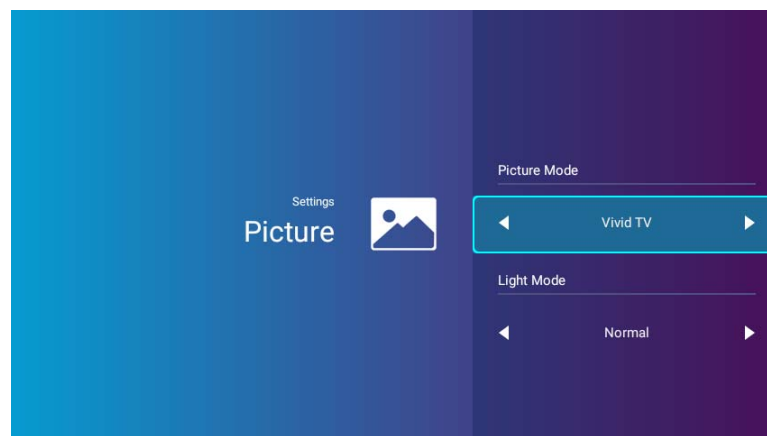 Settings
Picture
Picture Mode
Vivid TV
Light Mode
Normal